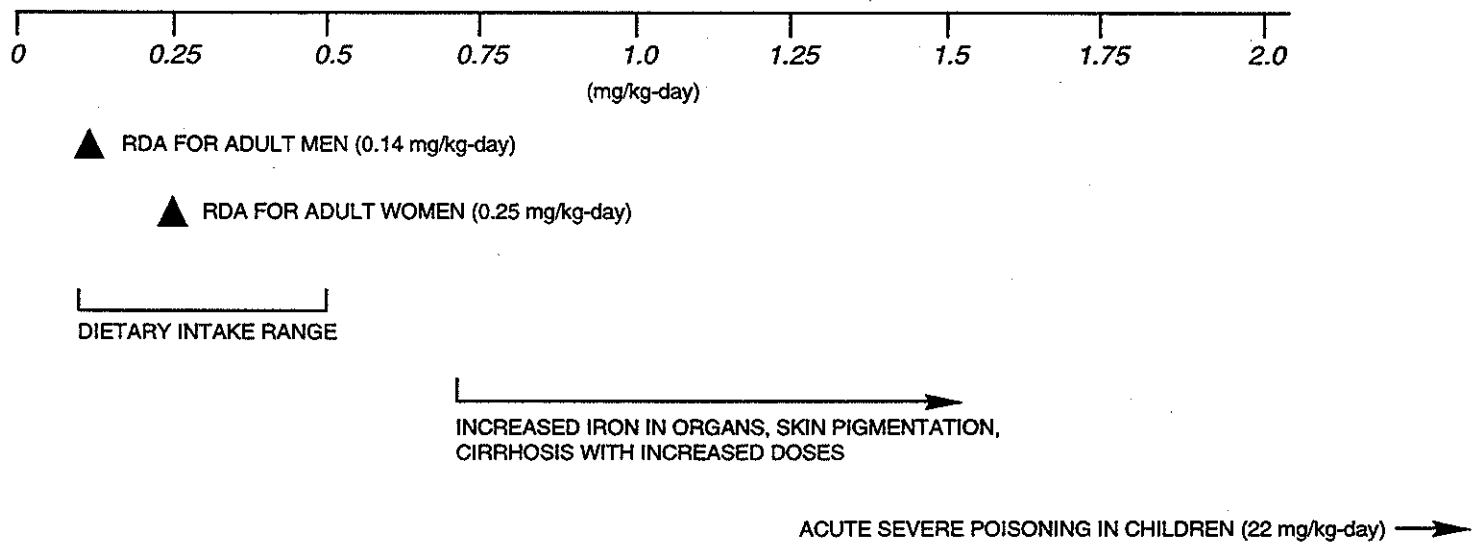 0 0.25 0.5 0.75 1.0 1.25 1.5 1.75 2.0
(mg/kg-day)
RDA FOR ADULT MEN (0.14 mg/kg-day)
RDA FOR ADULT WOMEN (0.25 mg/kg-day)
DIETARY INTAKE RANGE
INCREASED IRON IN ORGANS, SKIN PIGMENTATION,
CIRRHOSIS WITH INCREASED DOSES
ACUTE SEVERE POISONING IN CHILDREN (22 mg/kg-day)